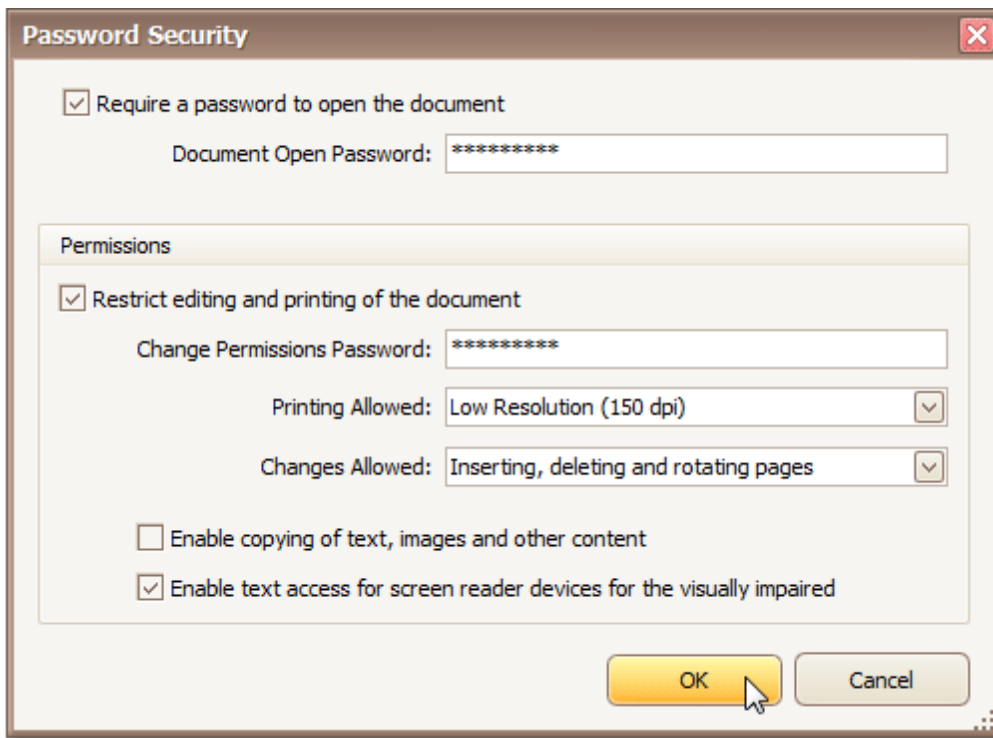 Password Security
Require a password to open the document
Document Open Password: *********
Permissions
Restrict editing and printing of the document
Change Permissions Password: *********
Printing Allowed: Low Resolution (150 dpi)
Changes Allowed: Inserting, deleting and rotating pages
Enable copying of text, images and other content
Enable text access for screen reader devices for the visually impaired
OK Cancel